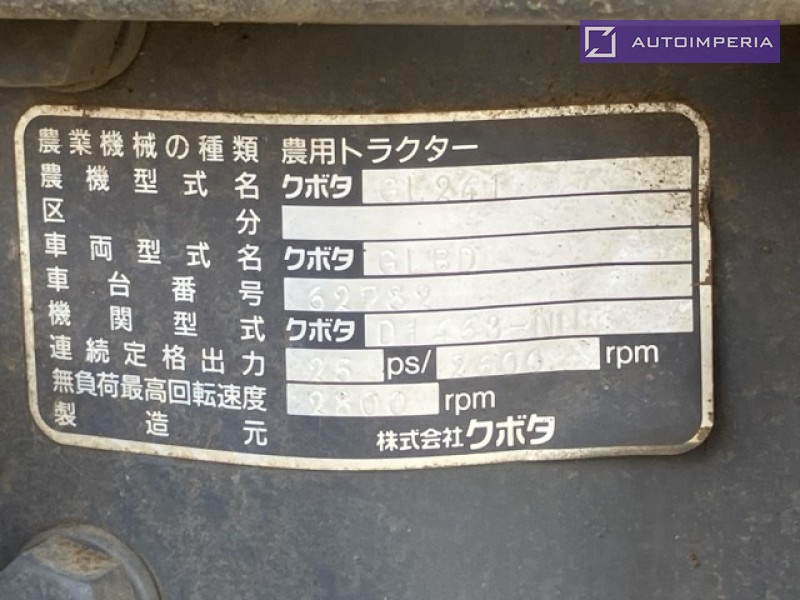 AUTOIMPERIA
農業機械の種類 農用トラクター
農機型式名 クボタ GL241
区分
車両型式名 クボタ GLBD
車台番号 62782
機関型式 クボタ
連続定格出力 25 ps/ 2600 rpm
無負荷最高回転速度 2800 rpm
製造元 株式会社クボタ